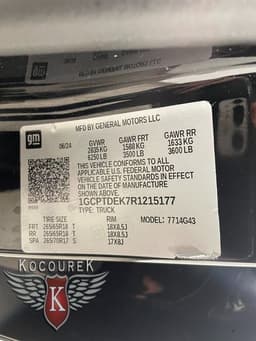 MFD BY GENERAL MOTORS LLC
gm
06/24
GVWR GAWR FRT GAWR RR
2835 KG 1588 KG 1633 KG
6250 LB 3500 LB 3600 LB
THIS VEHICLE CONFORMS TO ALL
APPLICABLE U.S. FEDERAL MOTOR
VEHICLE SAFETY STANDARDS IN EFFECT
ON THE DATE OF MANUFACTURE
SHOWN ABOVE.
1GCPTDEK7R1215177
TYPE: TRUCK
TIRE SIZE RIM MODEL: 7714G43
FRT 265/65R18 T 18X8.5J
RR 265/65R18 T 18X8.5J
SPA 265/70R17 S 17X8J
KOCOUREK
K